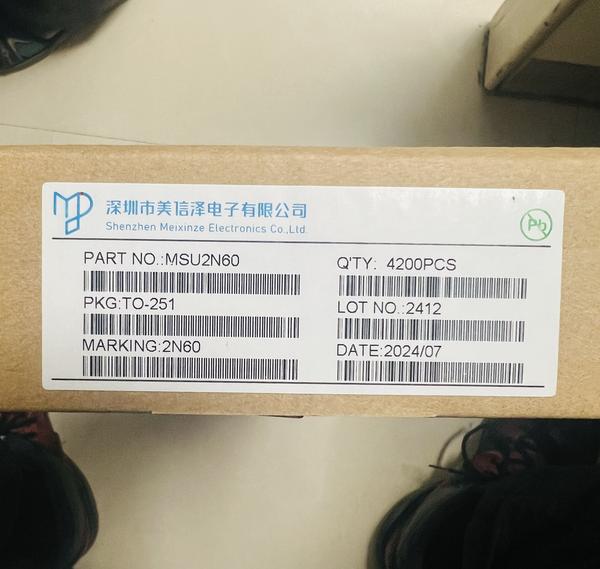 深圳市美信泽电子有限公司
Shenzhen Meixinze Electronics Co.,Ltd.
Pb
PART NO.:MSU2N60
Q'TY: 4200PCS
PKG:TO-251
LOT NO.:2412
MARKING:2N60
DATE:2024/07